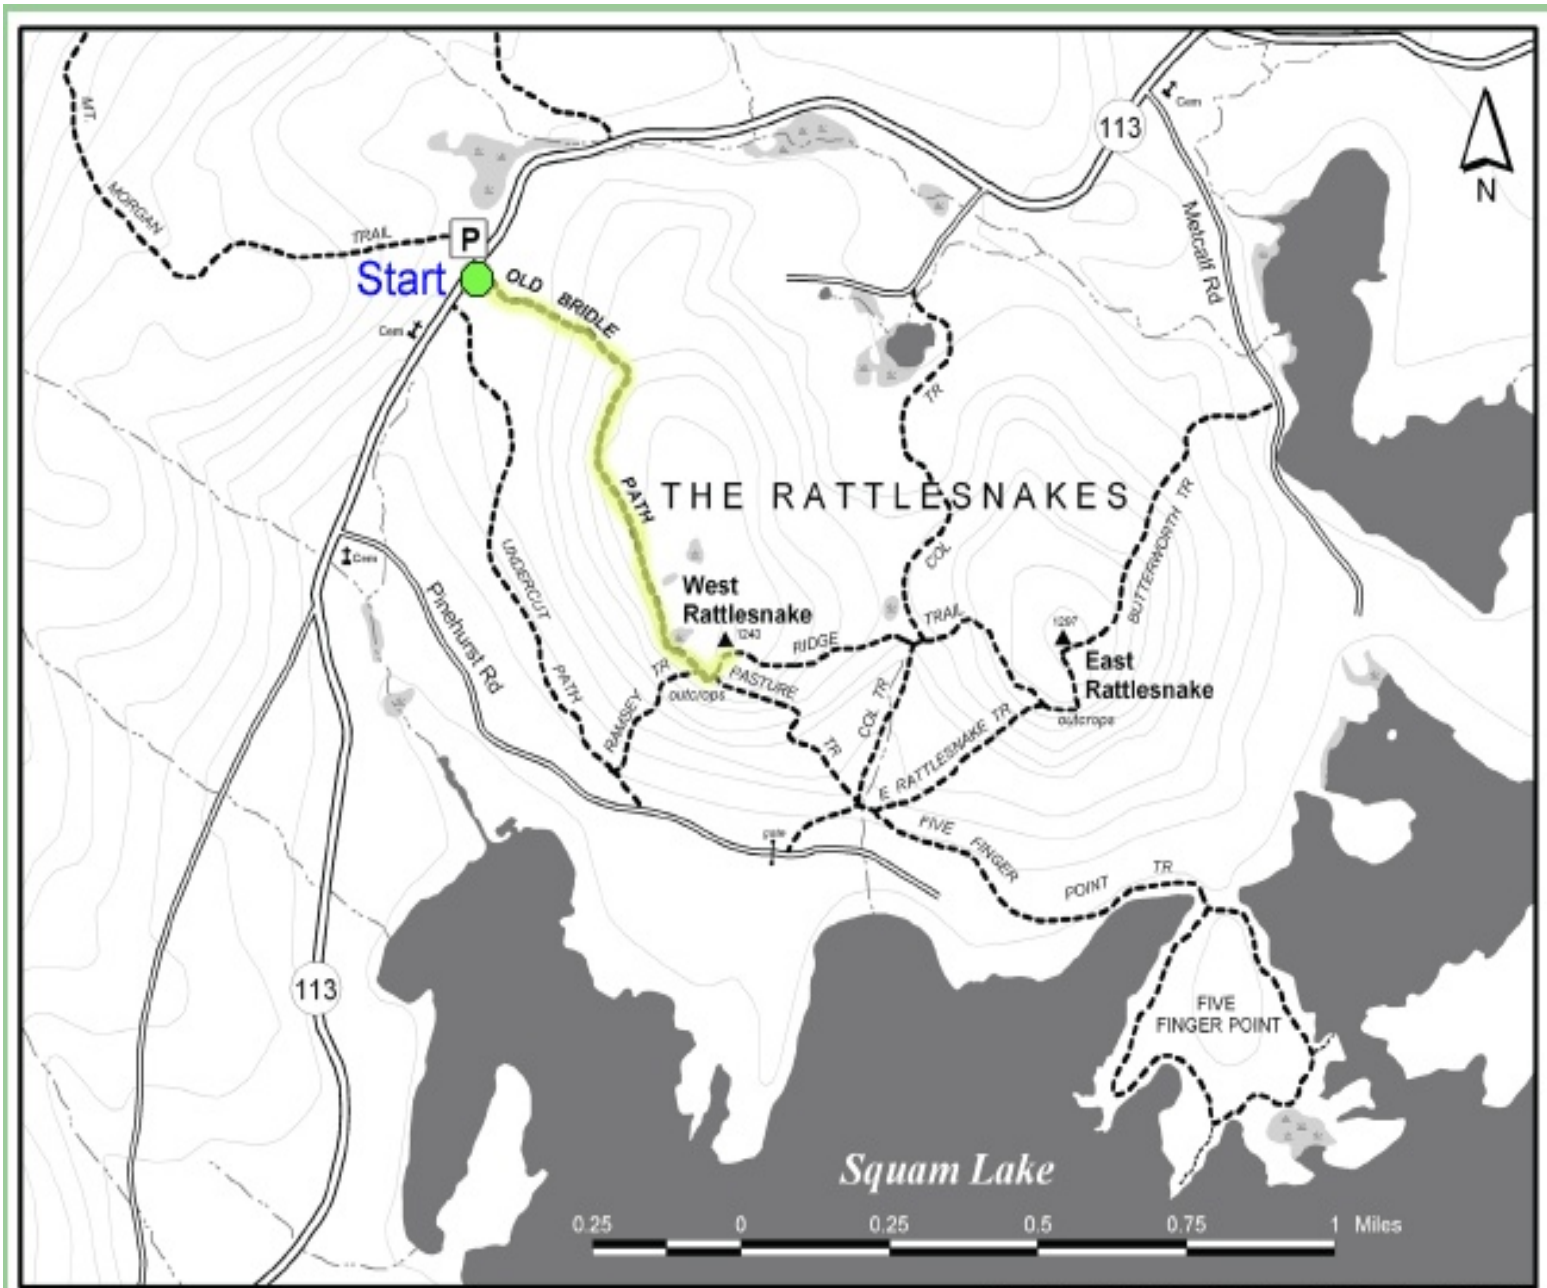 MT.
MORGAN
TRAIL
P
Start
OLD BRIDLE
PATH
Cem
113
Cem
N
Metcalf Rd
TR
THE RATTLESNAKES
COL
BUTTERWORTH TR
Cem
Pinehurst Rd
UNDERCUT
PATH
West
Rattlesnake
1243
RIDGE
TRAIL
1297
East
Rattlesnake
outcrops
RAMSEY
TR
outcrops
PASTURE
TR
COL TR
E RATTLESNAKE TR
gate
FIVE
FINGER
POINT
TR
113
FIVE
FINGER POINT
Squam Lake
0.25 0 0.25 0.5 0.75 1 Miles